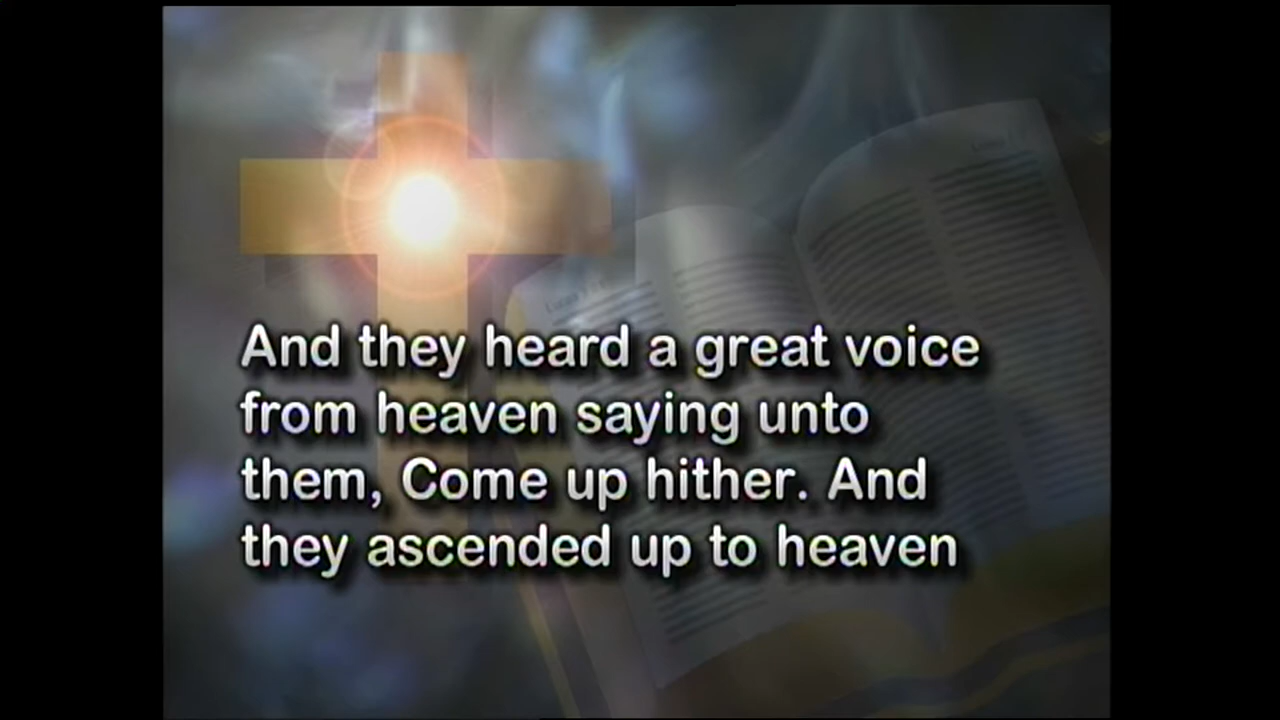 And they heard a great voice
from heaven saying unto
them, Come up hither. And
they ascended up to heaven